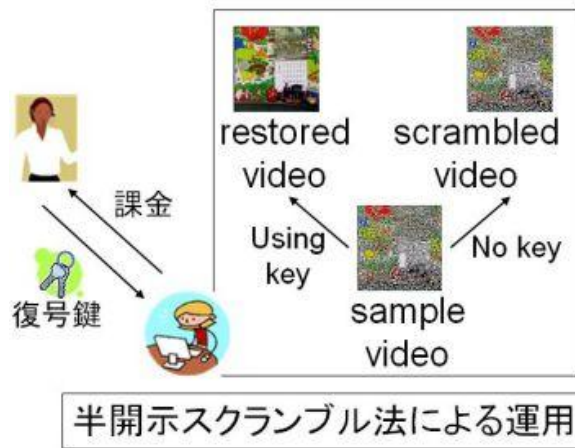 restored
video
scrambled
video
課金
Using
key
No key
復号鍵
sample
video
半開示スクランブル法による運用